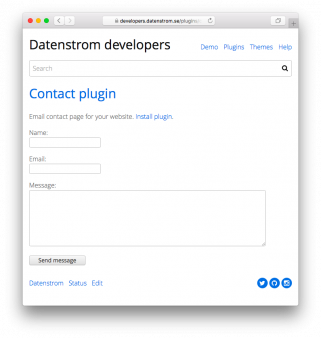 developers.datenstrom.se/plugins
Datenstrom developers
Demo Plugins Themes Help
Search
Contact plugin
Email contact page for your website. Install plugin.
Name:
Email:
Message:
Send message
Datenstrom Status Edit